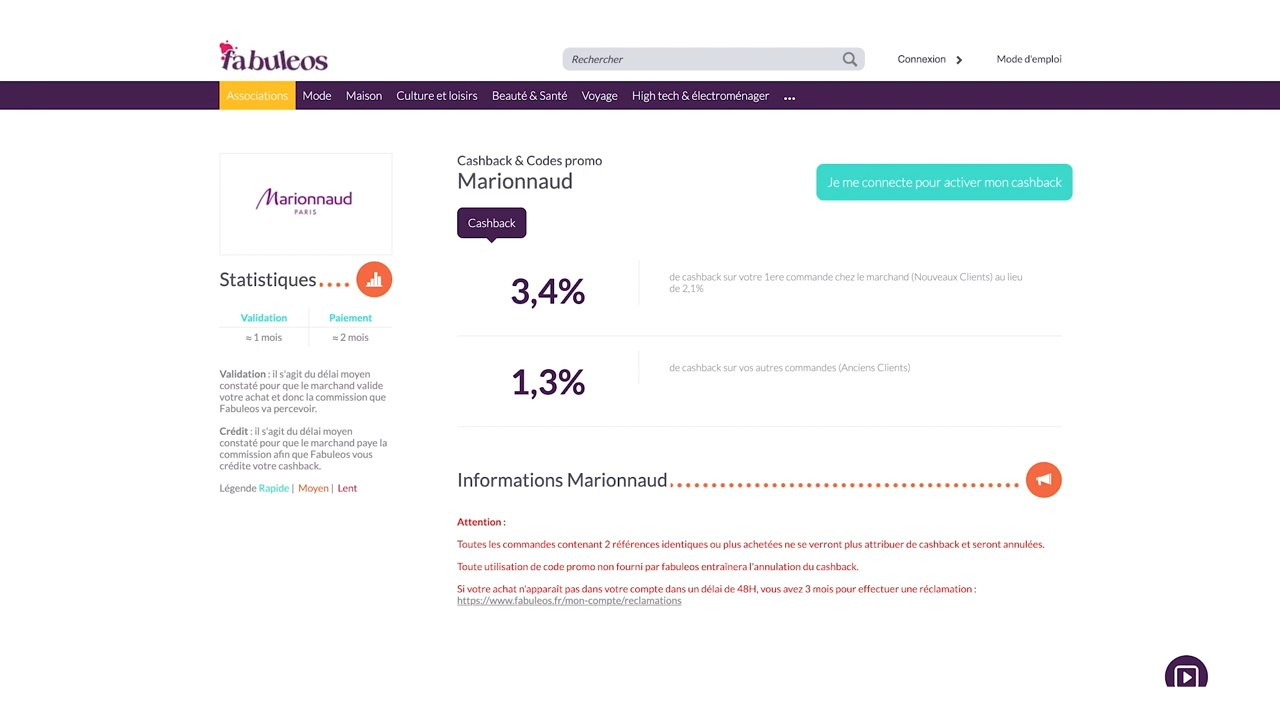 fabuleos
Rechercher
Connexion
Mode d'emploi
Associations
Mode
Maison
Culture et loisirs
Beauté & Santé
Voyage
High tech & électroménager
...
Marionnaud
PARIS
Statistiques
Validation
Paiement
≈ 1 mois
≈ 2 mois
Validation : il s'agit du délai moyen
constaté pour que le marchand valide
votre achat et donc la commission que
Fabuleos va percevoir.
Crédit : il s'agit du délai moyen
constaté pour que le marchand paye la
commission afin que Fabuleos vous
crédite votre cashback.
Légende Rapide | Moyen | Lent
Cashback & Codes promo
Marionnaud
Je me connecte pour activer mon cashback
Cashback
3,4%
de cashback sur votre 1ere commande chez le marchand (Nouveaux Clients) au lieu
de 2,1%
1,3%
de cashback sur vos autres commandes (Anciens Clients)
Informations Marionnaud
Attention :
Toutes les commandes contenant 2 références identiques ou plus achetées ne se verront plus attribuer de cashback et seront annulées.
Toute utilisation de code promo non fourni par fabuleos entraînera l'annulation du cashback.
Si votre achat n'apparaît pas dans votre compte dans un délai de 48H, vous avez 3 mois pour effectuer une réclamation :
https://www.fabuleos.fr/mon-compte/reclamations